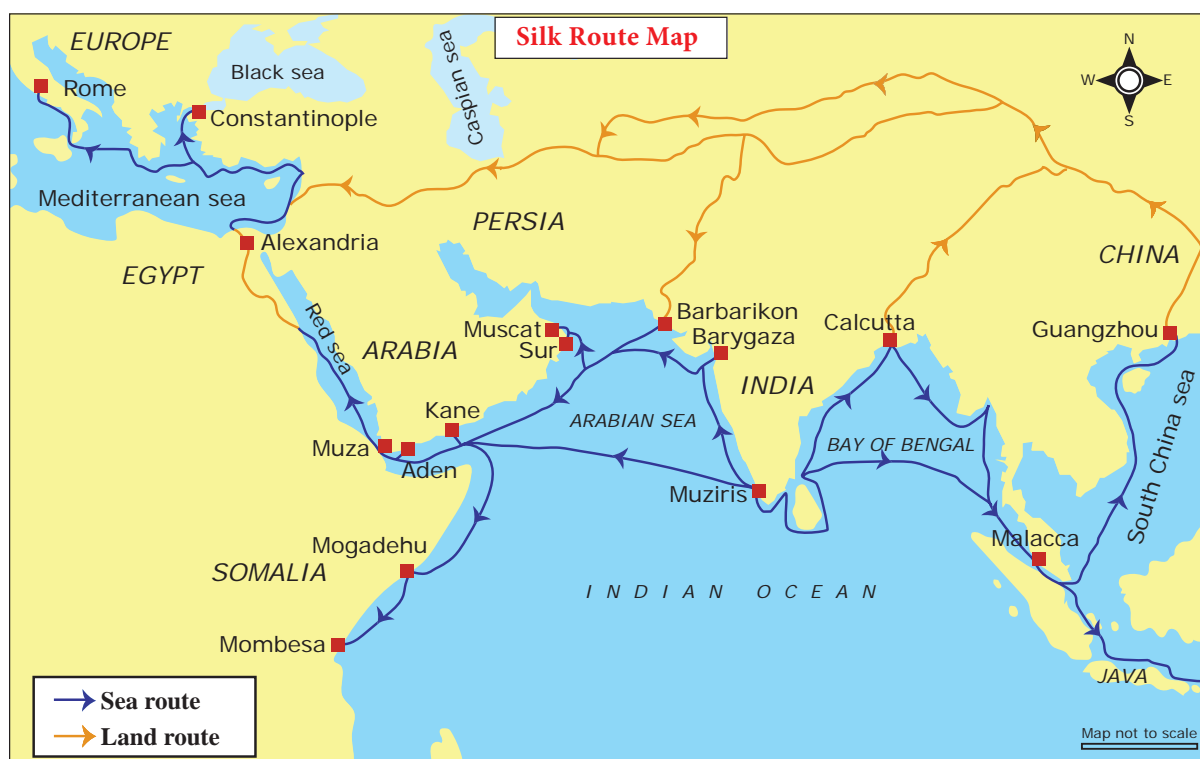 Silk Route Map
EUROPE
Black sea
Caspian sea
N
W
E
S
Rome
Constantinople
Mediterranean sea
PERSIA
Alexandria
EGYPT
CHINA
Red sea
Barbarikon
Muscat
Barygaza
Calcutta
Guangzhou
ARABIA
Sur
INDIA
Kane
ARABIAN SEA
South China sea
Muza
Aden
BAY OF BENGAL
Muziris
Malacca
Mogadehu
SOMALIA
INDIAN OCEAN
Mombesa
JAVA
Sea route
Land route
Map not to scale